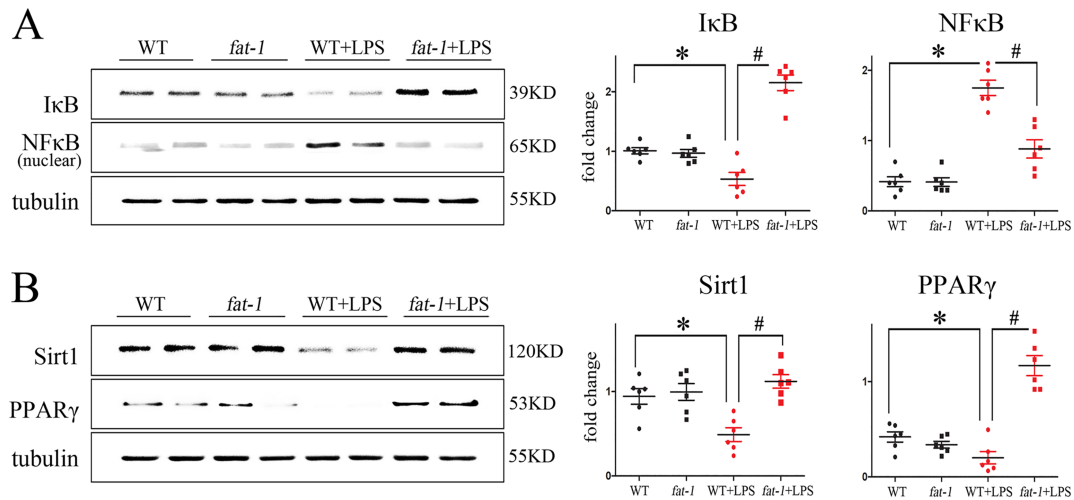 A
WT fat-1 WT+LPS fat-1+LPS
IκB 39KD
NFκB
(nuclear) 65KD
tubulin 55KD
IκB
* #
fold change
2
1
0
WT fat-1 WT+LPS fat-1+LPS
NFκB
* #
2
1
0
WT fat-1 WT+LPS fat-1+LPS
B
WT fat-1 WT+LPS fat-1+LPS
Sirt1 120KD
PPARγ 53KD
tubulin 55KD
Sirt1
* #
fold change
1
0
WT fat-1 WT+LPS fat-1+LPS
PPARγ
* #
1
0
WT fat-1 WT+LPS fat-1+LPS